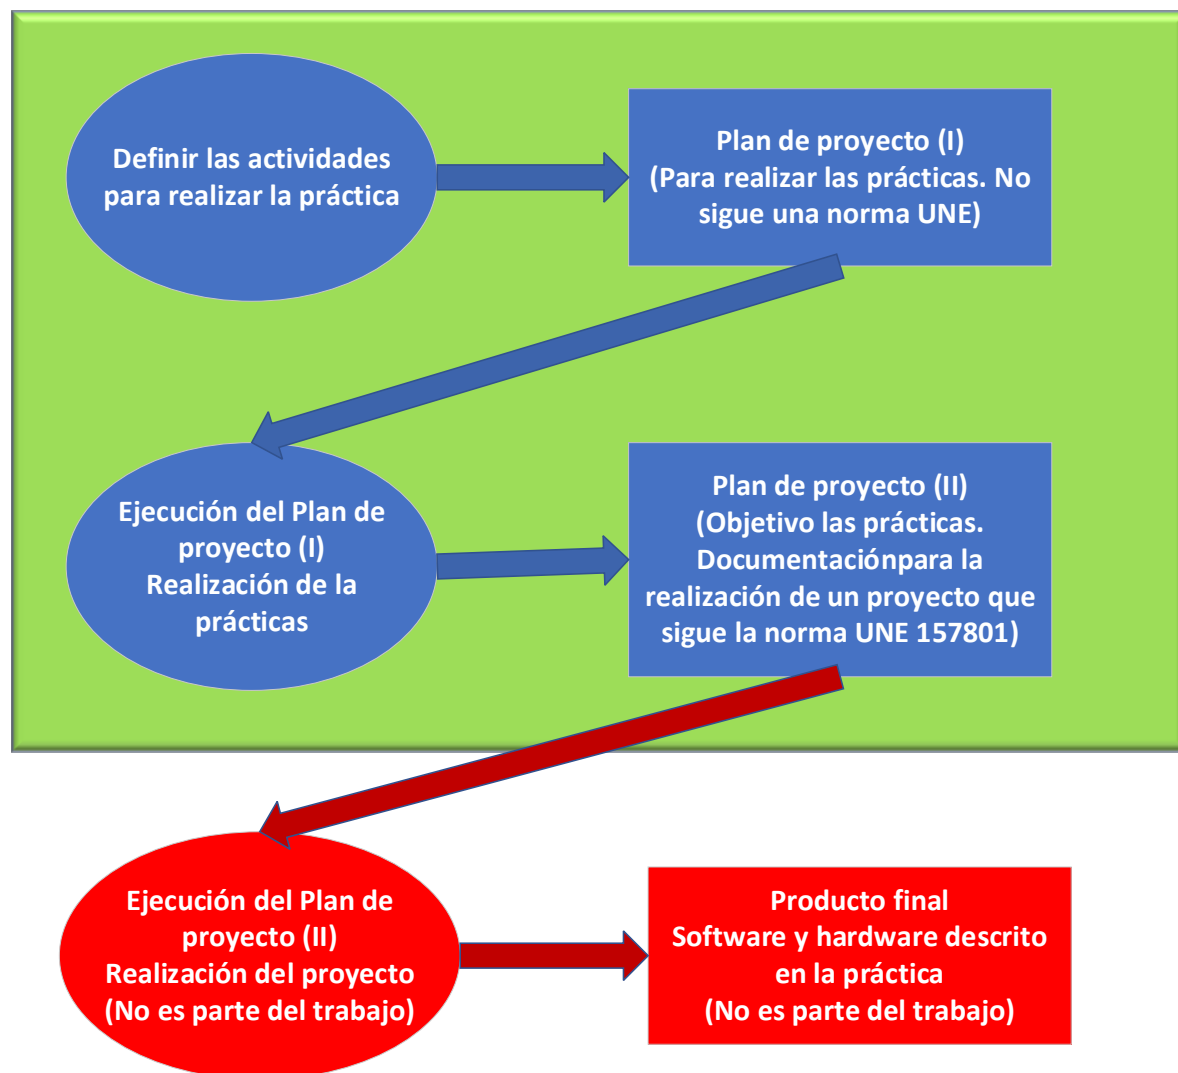 Definir las actividades
para realizar la práctica
Plan de proyecto (I)
(Para realizar las prácticas. No
sigue una norma UNE)
Ejecución del Plan de
proyecto (I)
Realización de la
prácticas
Plan de proyecto (II)
(Objetivo las prácticas.
Documentaciónpara la
realización de un proyecto que
sigue la norma UNE 157801)
Ejecución del Plan de
proyecto (II)
Realización del proyecto
(No es parte del trabajo)
Producto final
Software y hardware descrito
en la práctica
(No es parte del trabajo)